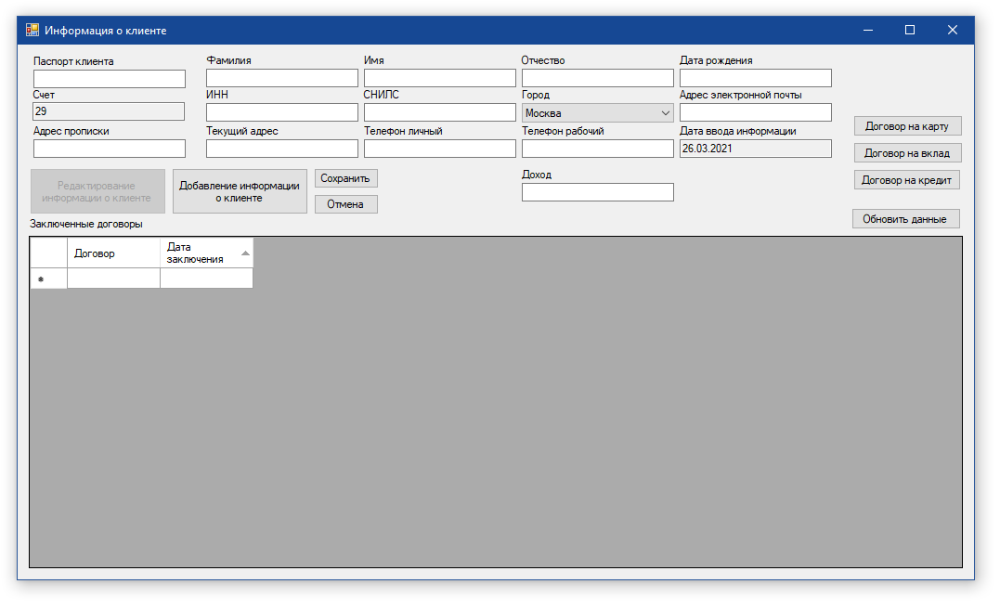 Информация о клиенте
Паспорт клиента
Фамилия
Имя
Отчество
Дата рождения
Счет
ИНН
СНИЛС
Город
Адрес электронной почты
29
Москва
Адрес прописки
Текущий адрес
Телефон личный
Телефон рабочий
Дата ввода информации
26.03.2021
Договор на карту
Договор на вклад
Договор на кредит
Обновить данные
Редактирование
информации о клиенте
Добавление информации
о клиенте
Сохранить
Отмена
Доход
Заключенные договоры
Договор
Дата
заключения